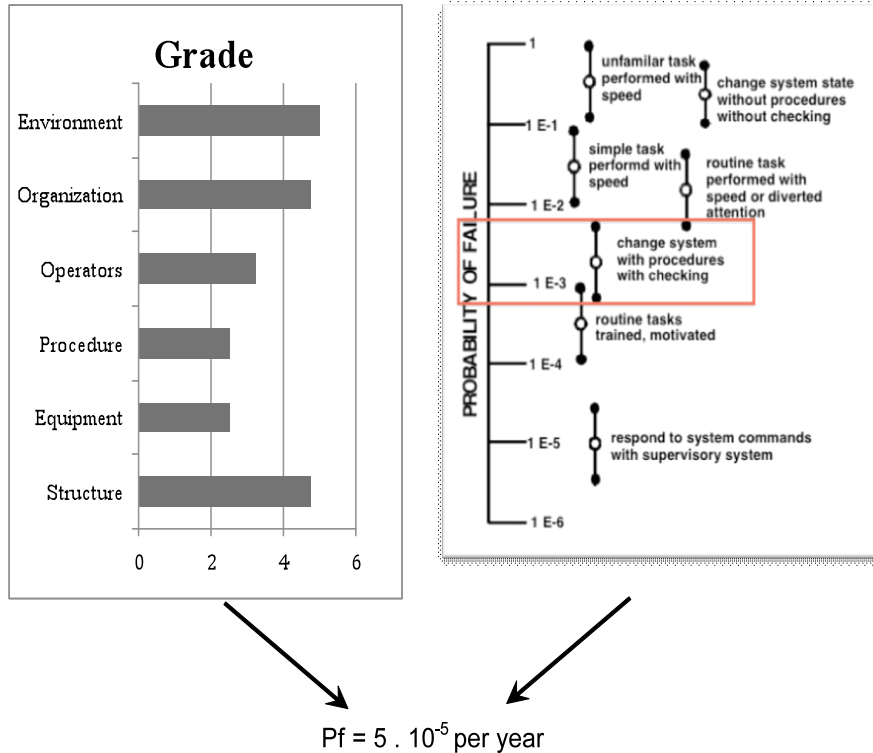 Grade
Environment
Organization
Operators
Procedure
Equipment
Structure
0 2 4 6
PROBABILITY OF FAILURE
1
1 E-1
1 E-2
1 E-3
1 E-4
1 E-5
1 E-6
unfamilar task
performed with
speed
change system state
without procedures
without checking
simple task
performd with
speed
routine task
performed with
speed or diverted
attention
change system
with procedures
with checking
routine tasks
trained, motivated
respond to system commands
with supervisory system
Pf = 5 . 10⁻⁵ per year